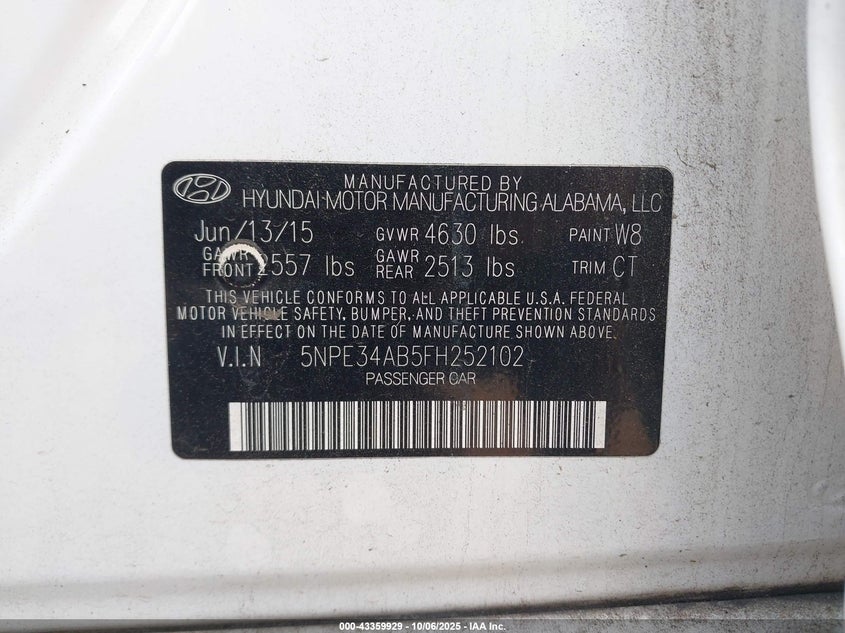 MANUFACTURED BY
HYUNDAI MOTOR MANUFACTURING ALABAMA, LLC
Jun/13/15 GVWR 4630 lbs. PAINT W8
GAWR FRONT 2557 lbs GAWR REAR 2513 lbs TRIM CT
THIS VEHICLE CONFORMS TO ALL APPLICABLE U.S.A. FEDERAL
MOTOR VEHICLE SAFETY, BUMPER, AND THEFT PREVENTION STANDARDS
IN EFFECT ON THE DATE OF MANUFACTURE SHOWN ABOVE.
V.I.N 5NPE34AB5FH252102
PASSENGER CAR
000-43359929 - 10/06/2025 - IAA Inc.